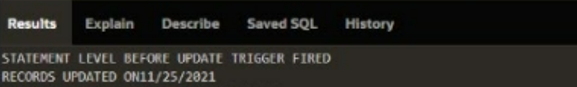 Results Explain Describe Saved SQL History
STATEMENT LEVEL BEFORE UPDATE TRIGGER FIRED
RECORDS UPDATED ON11/25/2021